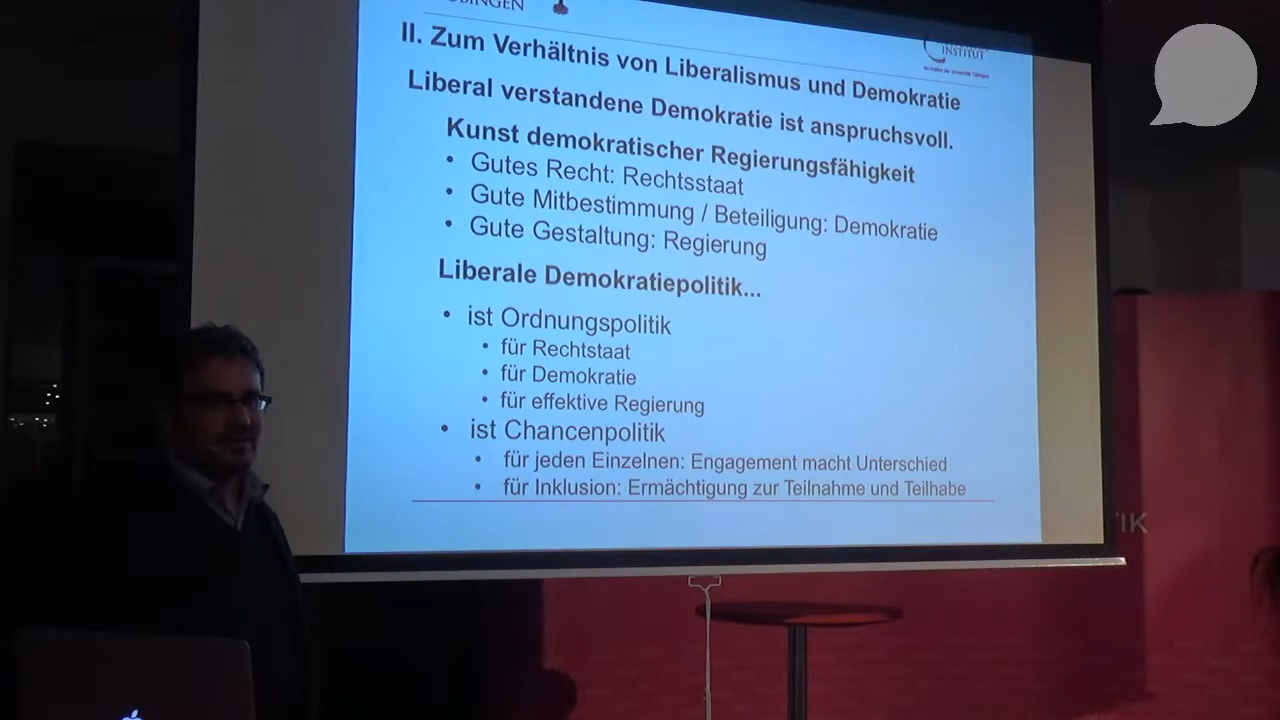 INSTITUT
II. Zum Verhältnis von Liberalismus und Demokratie
Liberal verstandene Demokratie ist anspruchsvoll.
Kunst demokratischer Regierungsfähigkeit
• Gutes Recht: Rechtsstaat
• Gute Mitbestimmung / Beteiligung: Demokratie
• Gute Gestaltung: Regierung
Liberale Demokratiepolitik...
• ist Ordnungspolitik
• für Rechtstaat
• für Demokratie
• für effektive Regierung
• ist Chancenpolitik
• für jeden Einzelnen: Engagement macht Unterschied
• für Inklusion: Ermächtigung zur Teilnahme und Teilhabe